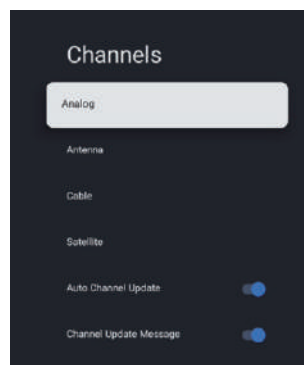 Channels
Analog
Antenna
Cable
Satellite
Auto Channel Update
Channel Update Message